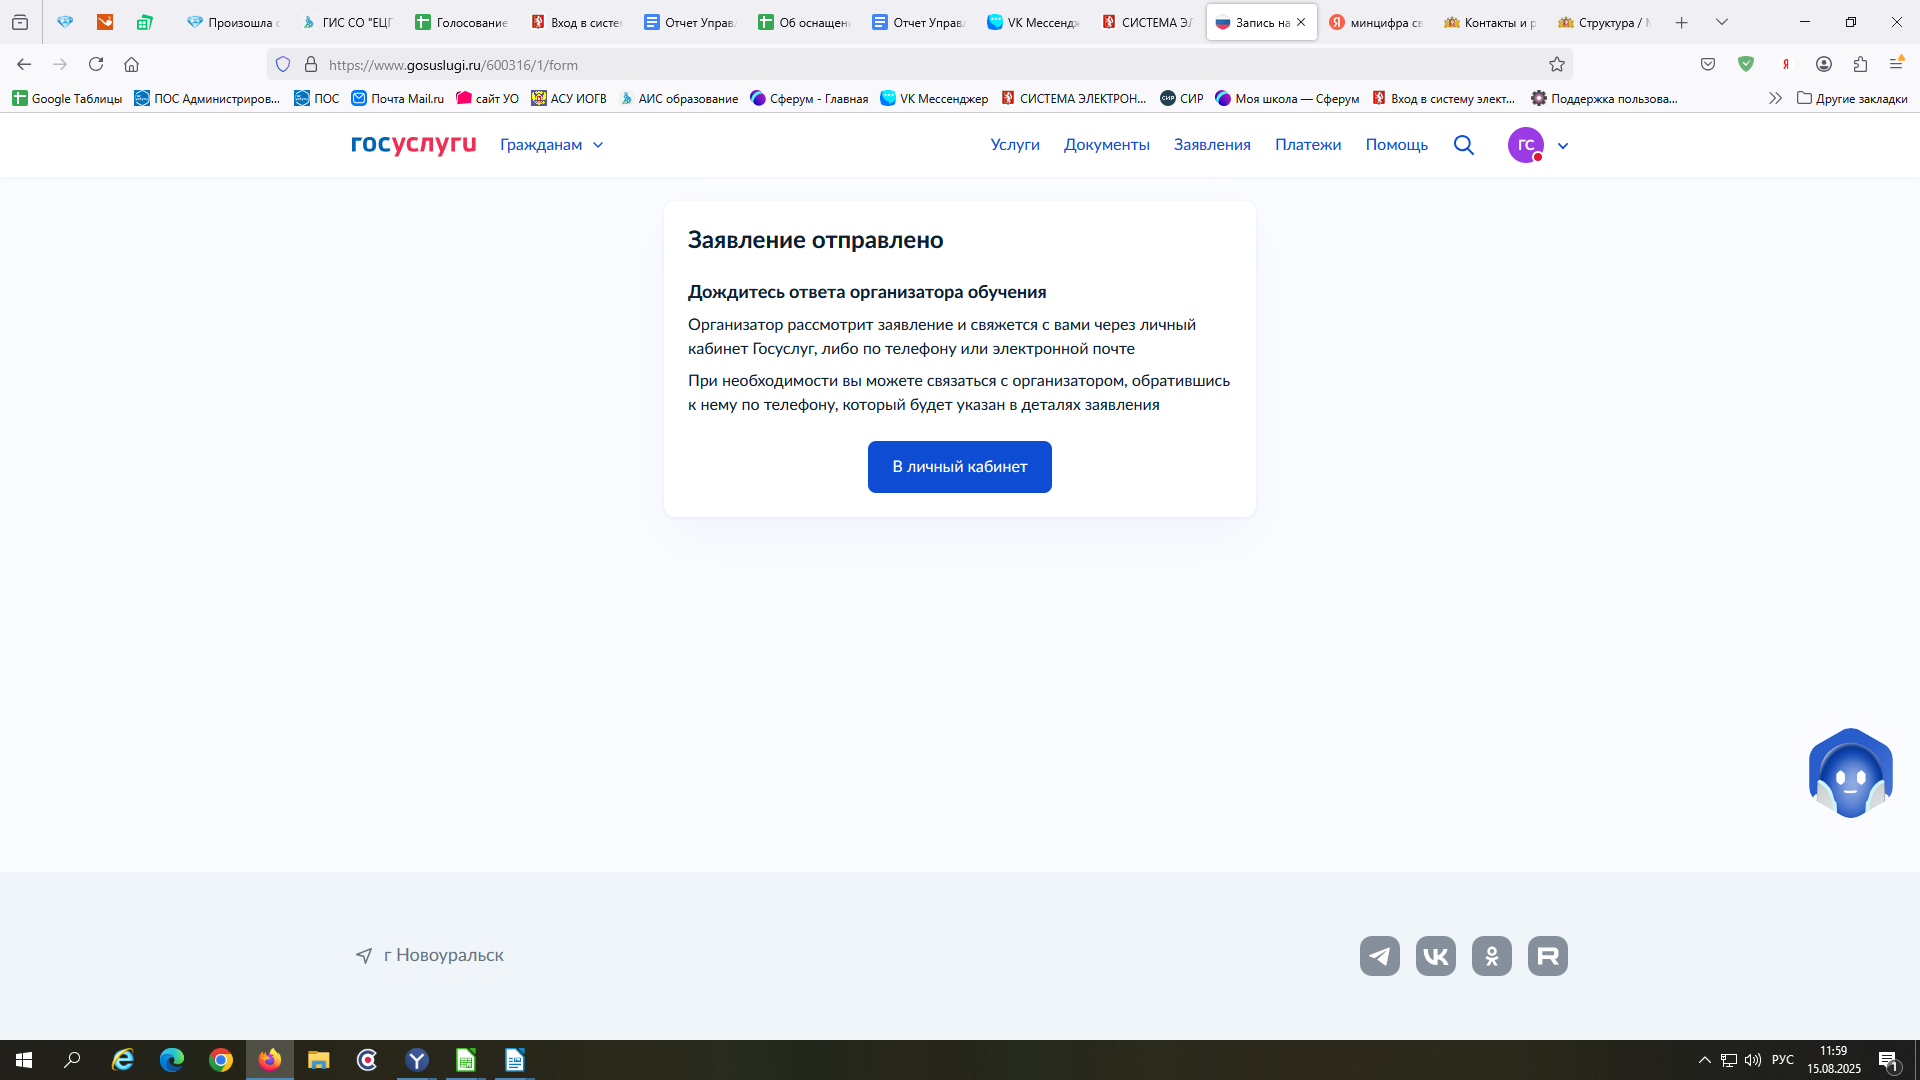 Произошла
ГИС СО "ЕЦП
Голосование
Вход в систе
Отчет Управ
Об оснащен
Отчет Управ
VK Мессендж
СИСТЕМА ЭЛ
Запись на
минцифра св
Контакты и р
Структура /
https://www.gosuslugi.ru/600316/1/form
Google Таблицы
ПОС Администриров...
ПОС
Почта Mail.ru
сайт УО
АСУ ИОГВ
АИС образование
Сферум - Главная
VK Мессенджер
СИСТЕМА ЭЛЕКТРОН...
СИР
Моя школа — Сферум
Вход в систему элект...
Поддержка пользова...
Другие закладки
госуслуги
Гражданам
Услуги
Документы
Заявления
Платежи
Помощь
ГС
Заявление отправлено
Дождитесь ответа организатора обучения
Организатор рассмотрит заявление и свяжется с вами через личный
кабинет Госуслуг, либо по телефону или электронной почте
При необходимости вы можете связаться с организатором, обратившись
к нему по телефону, который будет указан в деталях заявления
В личный кабинет
г Новоуральск
РУС
11:59
15.08.2025
1